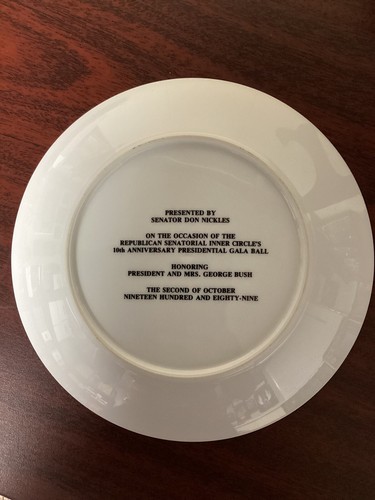 PRESENTED BY
SENATOR DON NICKLES
ON THE OCCASION OF THE
REPUBLICAN SENATORIAL INNER CIRCLE'S
10th ANNIVERSARY PRESIDENTIAL GALA BALL
HONORING
PRESIDENT AND MRS. GEORGE BUSH
THE SECOND OF OCTOBER
NINETEEN HUNDRED AND EIGHTY-NINE